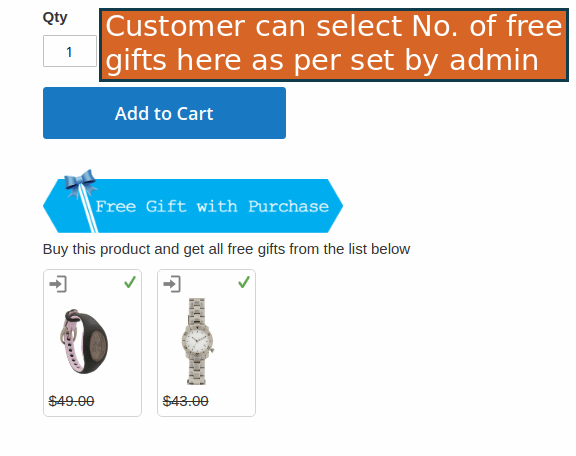 Qty
Customer can select No. of free
gifts here as per set by admin
1
Add to Cart
Free Gift with Purchase
Buy this product and get all free gifts from the list below
$49.00
$43.00